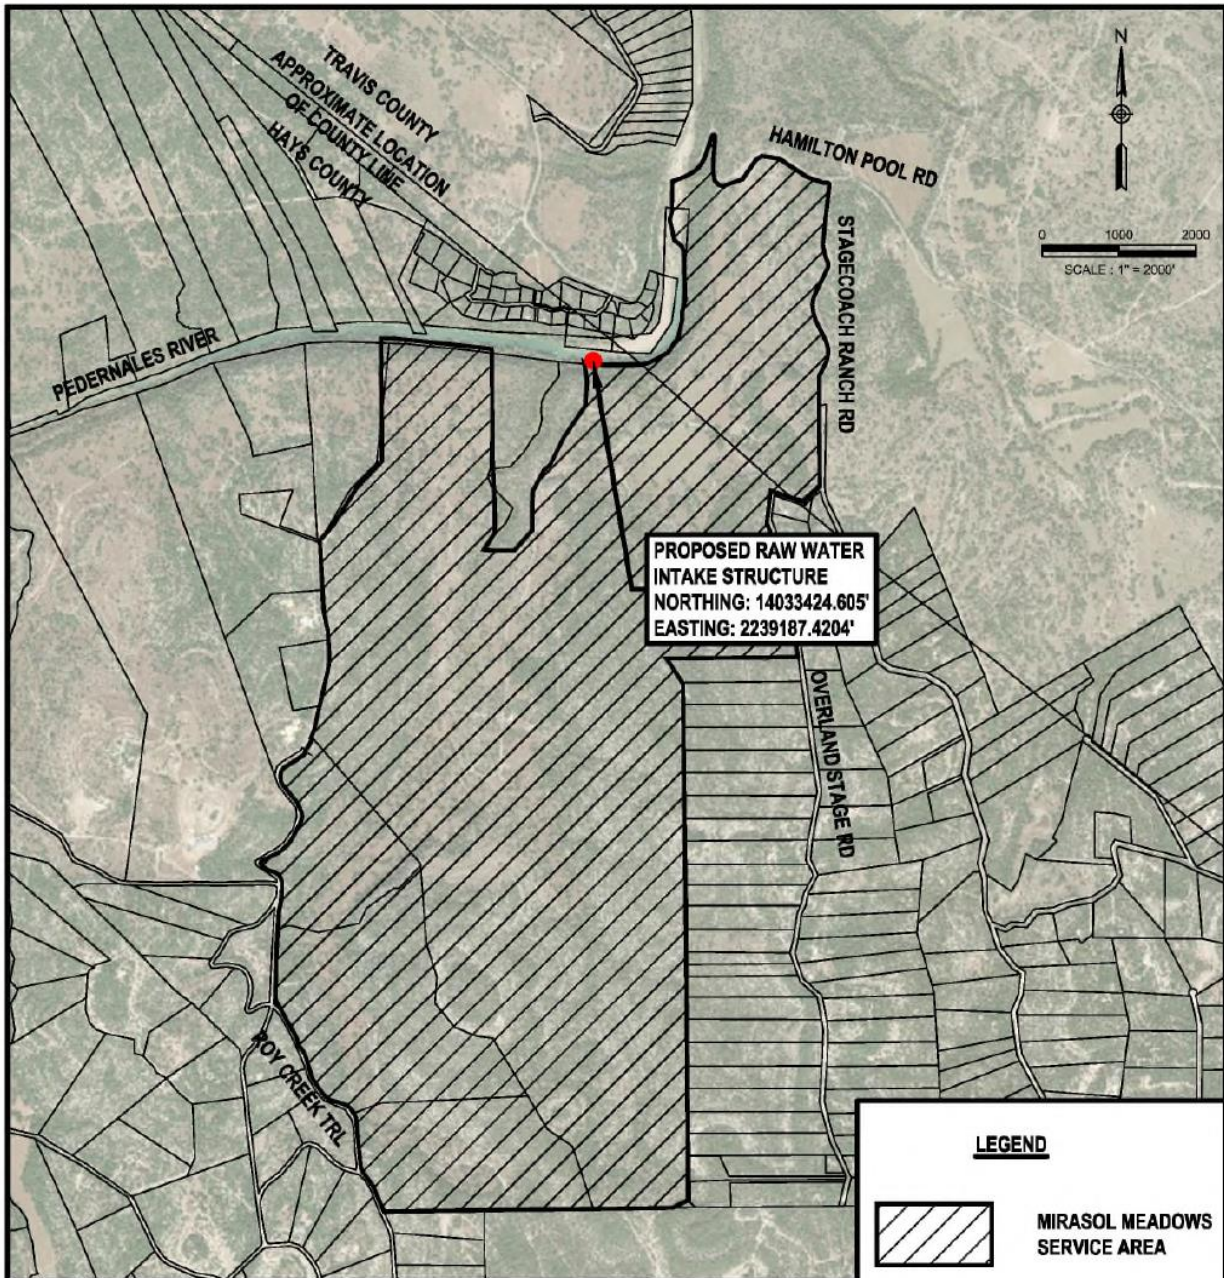 TRAVIS COUNTY
APPROXIMATE LOCATION
OF COUNTY LINE
HAYS COUNTY
N
HAMILTON POOL RD
0 1000 2000
SCALE : 1" = 2000'
STAGECOACH RANCH RD
PEDERNALES RIVER
PROPOSED RAW WATER
INTAKE STRUCTURE
NORTHING: 14033424.605'
EASTING: 2239187.4204'
OVERLAND STAGE RD
ROY CREEK TRL
LEGEND
MIRASOL MEADOWS
SERVICE AREA